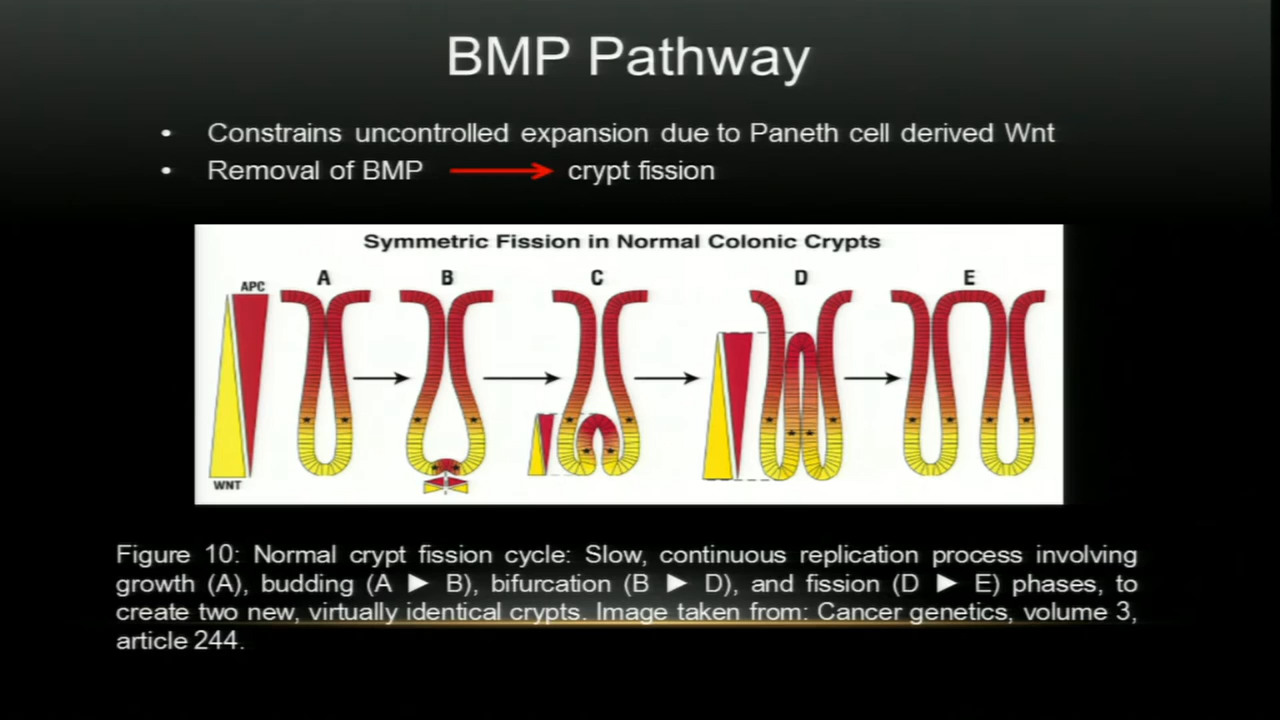 BMP Pathway
• Constrains uncontrolled expansion due to Paneth cell derived Wnt
• Removal of BMP → crypt fission
Symmetric Fission in Normal Colonic Crypts
A B C D E
APC
WNT
Figure 10: Normal crypt fission cycle: Slow, continuous replication process involving
growth (A), budding (A ► B), bifurcation (B ► D), and fission (D ► E) phases, to
create two new, virtually identical crypts. Image taken from: Cancer genetics, volume 3,
article 244.